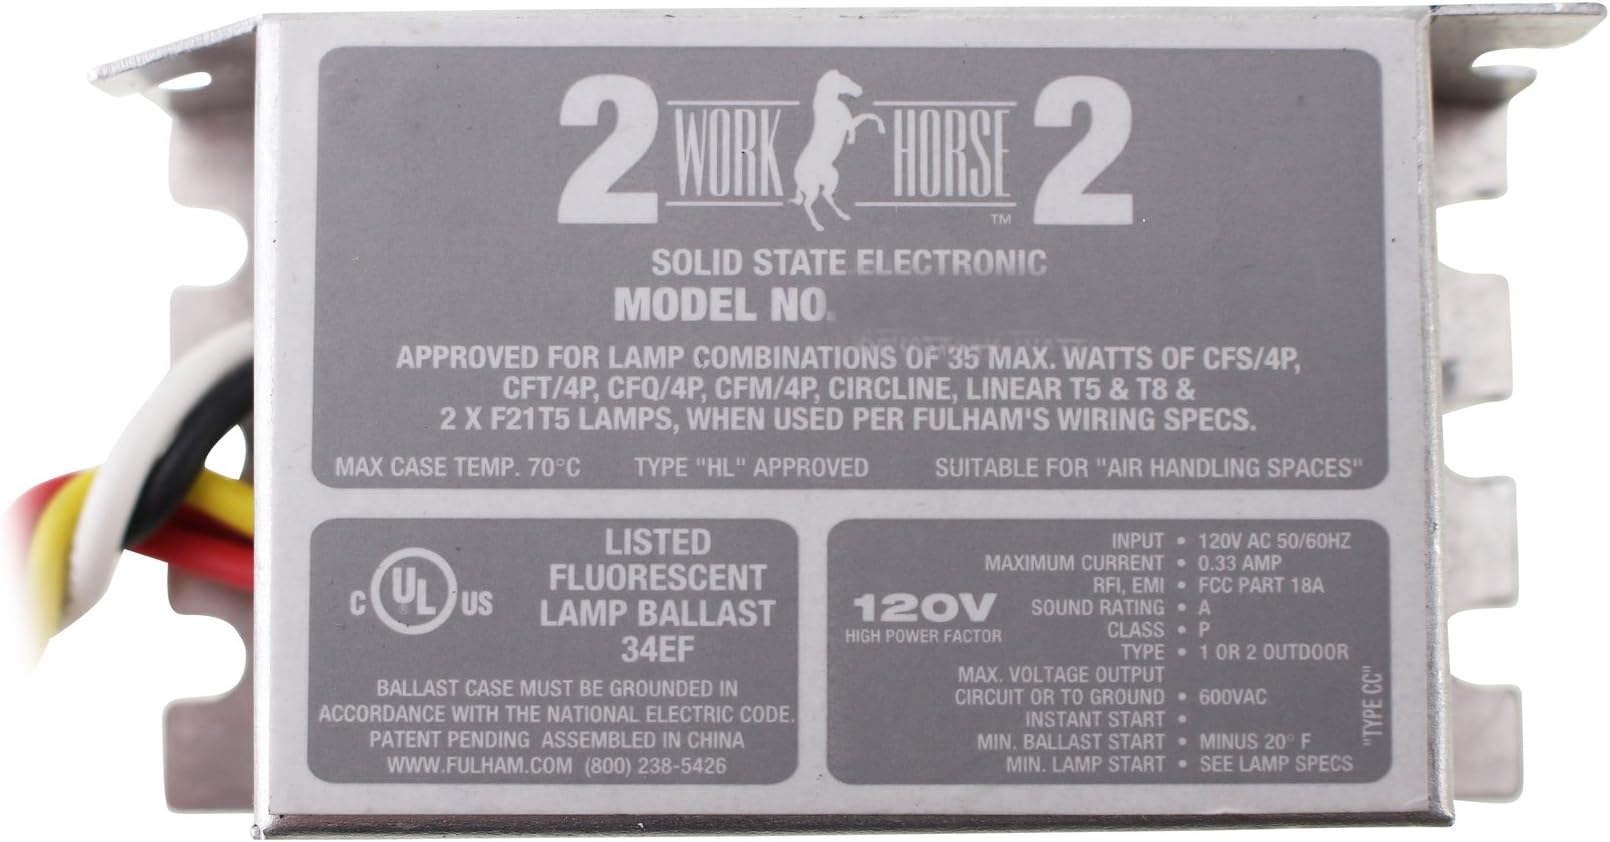 2 WORK HORSE 2
™
SOLID STATE ELECTRONIC
MODEL NO.
APPROVED FOR LAMP COMBINATIONS OF 35 MAX. WATTS OF CFS/4P,
CFT/4P, CFQ/4P, CFM/4P, CIRCLINE, LINEAR T5 & T8 &
2 X F21T5 LAMPS, WHEN USED PER FULHAM'S WIRING SPECS.
MAX CASE TEMP. 70°C TYPE "HL" APPROVED SUITABLE FOR "AIR HANDLING SPACES"
C UL US
®
LISTED
FLUORESCENT
LAMP BALLAST
34EF
BALLAST CASE MUST BE GROUNDED IN
ACCORDANCE WITH THE NATIONAL ELECTRIC CODE.
PATENT PENDING ASSEMBLED IN CHINA
WWW.FULHAM.COM (800) 238-5426
120V
HIGH POWER FACTOR
INPUT • 120V AC 50/60HZ
MAXIMUM CURRENT • 0.33 AMP
RFI, EMI • FCC PART 18A
SOUND RATING • A
CLASS • P
TYPE • 1 OR 2 OUTDOOR
MAX. VOLTAGE OUTPUT
CIRCUIT OR TO GROUND • 600VAC
INSTANT START •
MIN. BALLAST START • MINUS 20° F
MIN. LAMP START • SEE LAMP SPECS
"TYPE CC"